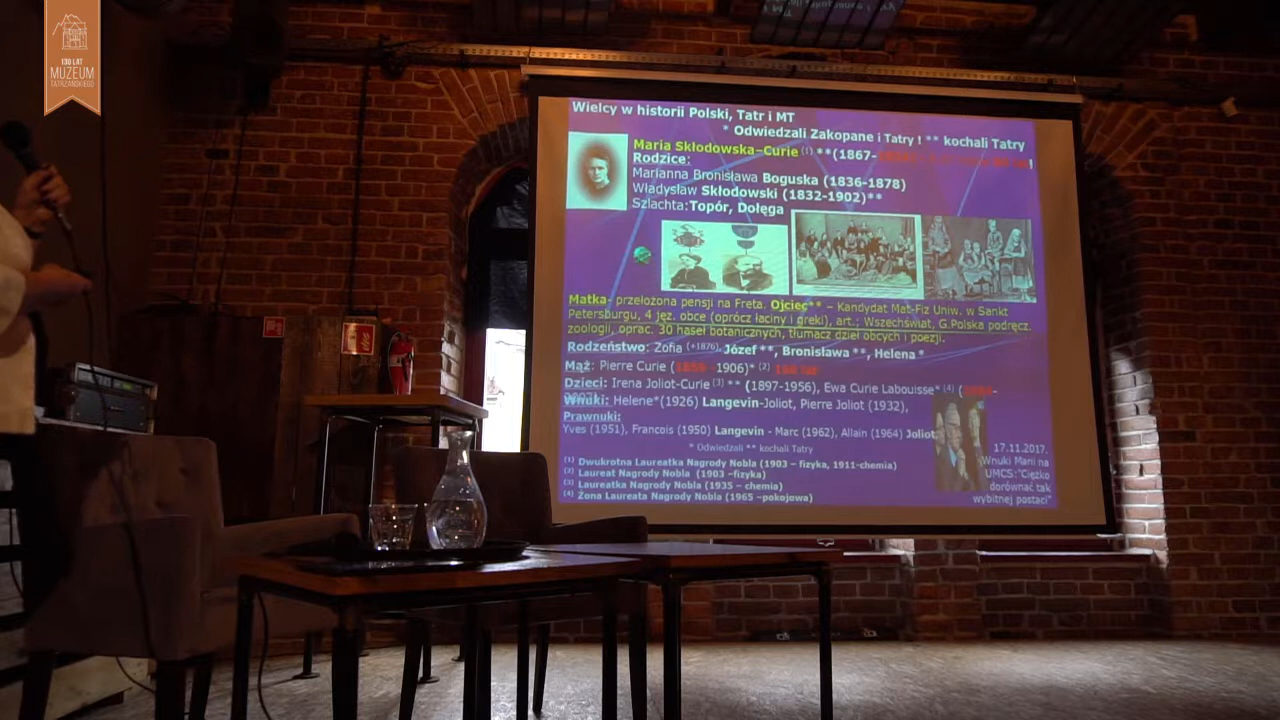 130 LAT
MUZEUM
TATRZAŃSKIEGO
Wielcy w historii Polski, Tatr i MT
* Odwiedzali Zakopane i Tatry ! ** kochali Tatry
Maria Skłodowska–Curie (1) **(1867-
Rodzice:
Marianna Bronisława Boguska (1836-1878)
Władysław Skłodowski (1832-1902)**
Szlachta:Topór, Dołęga
Matka- przełożona pensji na Freta. Ojciec** – Kandydat Mat-Fiz Uniw. w Sankt
Petersburgu, 4 jęz. obce (oprócz łaciny i greki), art.; Wszechświat, G.Polska podręcz.
zoologii, oprac. 30 haseł botanicznych, tłumacz dzieł obcych i poezji.
Rodzeństwo: Zofia (+1876), Józef **, Bronisława **, Helena *
Mąż: Pierre Curie (1859 -1906)* (2)
Dzieci: Irena Joliot-Curie (3) ** (1897-1956), Ewa Curie Labouisse* (4) (
Wnuki: Helene*(1926) Langevin-Joliot, Pierre Joliot (1932),
Prawnuki:
Yves (1951), Francois (1950) Langevin - Marc (1962), Allain (1964) Joliot
* Odwiedzali ** kochali Tatry
(1) Dwukrotna Laureatka Nagrody Nobla (1903 – fizyka, 1911-chemia)
(2) Laureat Nagrody Nobla (1903 –fizyka)
(3) Laureatka Nagrody Nobla (1935 – chemia)
(4) Żona Laureata Nagrody Nobla (1965 –pokojowa)
17.11.2017.
Wnuki Marii na
UMCS:"Ciężko
dorównać tak
wybitnej postaci"